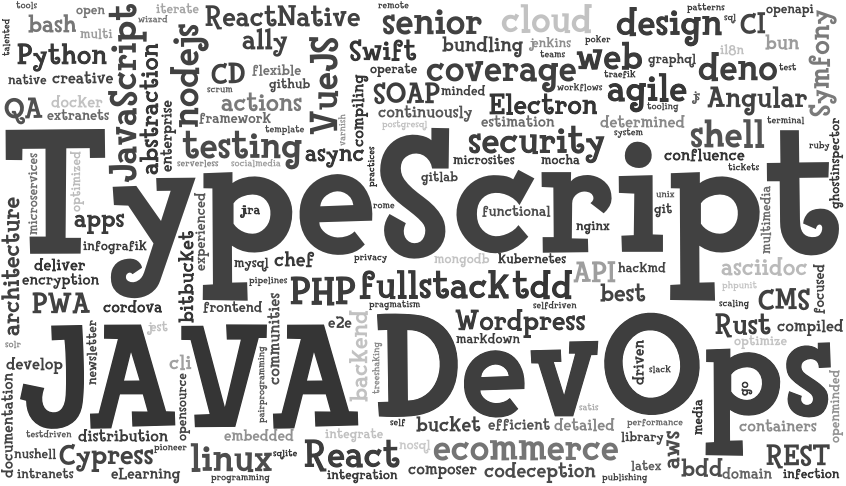 tools
open
iterate
ReactNative
remote
senior
cloud
design
patterns
sql
CI
openapi
talented
bash
multi
wizard
JavaScript
nodejs
ally
VueJS
Swift
bundling
jenkins
poker
teams
web
graphql
il8n
bun
Symfony
Python
native
creative
abstraction
CD
flexible
github
scrum
operate
coverage
workflows
traefik
deno
test
QA
docker
extranets
enterprise
actions
framework
template
varnish
compiling
SOAP
minded
continuously
Electron
agile
tooling
js
Angular
postgresql
estimation
determined
shell
terminal
ruby
ghostinspector
testing
serverless
socialmedia
async
practices
security
microsites
mocha
system
confluence
tickets
microservices
optimized
TypeScript
gitlab
rome
functional
jira
nginx
unix
git
multimedia
architecture
apps
infografik
experienced
bitbucket
deliver
encryption
mysql
chef
privacy
mongodb
kubernetes
API
hackmd
asciidoc
phpunit
focused
PWA
cordova
frontend
pipelines
PHP
fullstack
tdd
pragmatism
selfdriven
best
scaling
CMS
solr
newsletter
jest
communities
e2e
backend
Wordpress
markdown
Rust
compiled
optimize
JAVA
DevOps
develop
cli
opensource
pairprogramming
treeshaking
driven
slack
go
documentation
testdriven
distribution
pioneer
embedded
integrate
self
bucket
efficient
detailed
satis
performance
library
media
containers
openminded
nushell
intranets
Cypress
eLearning
linux
sqlite
programming
React
integration
nosql
ecommerce
composer
codeception
latex
publishing
aws
bdd
domain
REST
infection